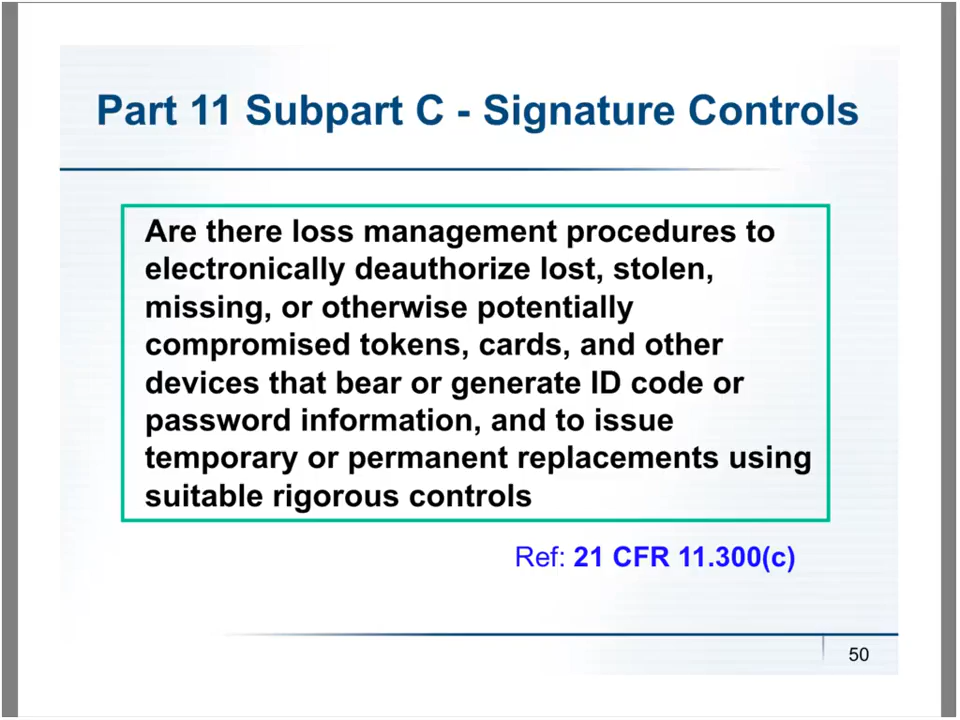 Part 11 Subpart C - Signature Controls
Are there loss management procedures to
electronically deauthorize lost, stolen,
missing, or otherwise potentially
compromised tokens, cards, and other
devices that bear or generate ID code or
password information, and to issue
temporary or permanent replacements using
suitable rigorous controls
Ref: 21 CFR 11.300(c)
50